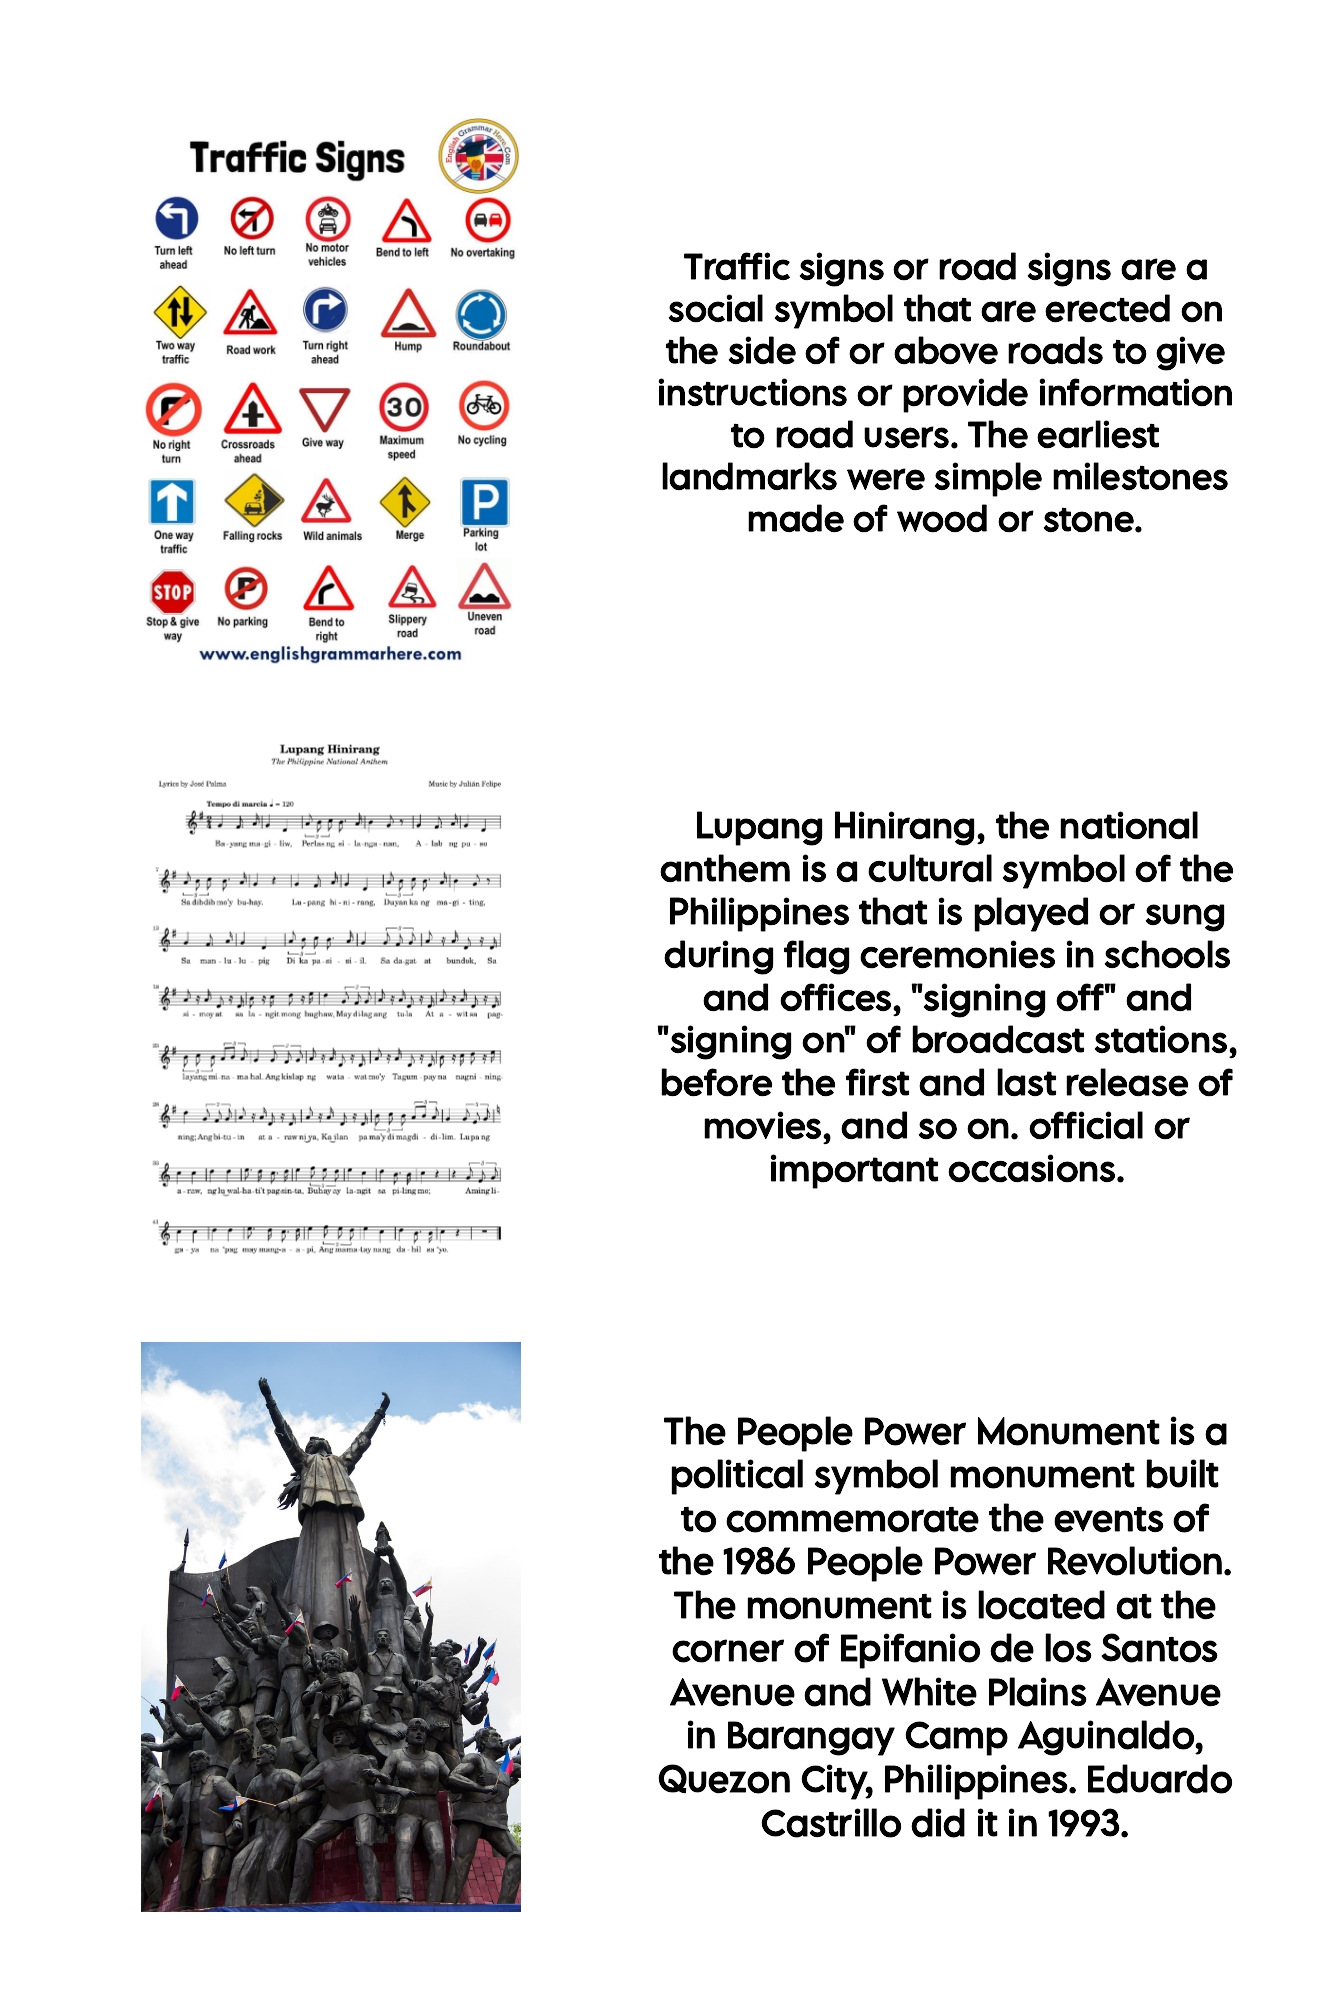 Traffic Signs
English Grammar Here.Com
Turn left ahead
No left turn
No motor vehicles
Bend to left
No overtaking
Two way traffic
Road work
Turn right ahead
Hump
Roundabout
No right turn
Crossroads ahead
Give way
30
Maximum speed
No cycling
One way traffic
Falling rocks
Wild animals
Merge
P
Parking lot
STOP
Stop & give way
P
No parking
Bend to right
Slippery road
Uneven road
www.englishgrammarhere.com
Traffic signs or road signs are a
social symbol that are erected on
the side of or above roads to give
instructions or provide information
to road users. The earliest
landmarks were simple milestones
made of wood or stone.
Lupang Hinirang
The Philippine National Anthem
Lyrics by José Palma
Music by Julián Felipe
Tempo di marcia ♩ = 120
Ba - yang ma - gi - liw, Perlas ng si - la - nga - nan, A - lab ng pu - so
Sa dibdib mo'y bu-hay. Lu - pang hi - ni - rang, Duyan ka ng ma - gi - ting,
Sa man - lu - lu - pig Di ka pa - si - si - il. Sa da-gat at bundok, Sa
si - moy at sa la - ngit mong bughaw, May dilag ang tula At a - wit sa pag-
layang mi - na - mahal. Ang kislap ng wata - wat mo'y Tagum - pay na nagni - ning
ning; Ang bi-tu - in at a - raw ni ya, Kailan pa ma'y di magdi - di-lim. Lupa ng
a - raw, ng lu wal-ha-ti't pagsin-ta, Buhay ay la-ngit sa pi-ling mo; Aming li-
ga - ya na 'pag may mang-a - a - pi, Ang mama-tay nang da - hil sa 'yo.
Lupang Hinirang, the national
anthem is a cultural symbol of the
Philippines that is played or sung
during flag ceremonies in schools
and offices, "signing off" and
"signing on" of broadcast stations,
before the first and last release of
movies, and so on. official or
important occasions.
The People Power Monument is a
political symbol monument built
to commemorate the events of
the 1986 People Power Revolution.
The monument is located at the
corner of Epifanio de los Santos
Avenue and White Plains Avenue
in Barangay Camp Aguinaldo,
Quezon City, Philippines. Eduardo
Castrillo did it in 1993.